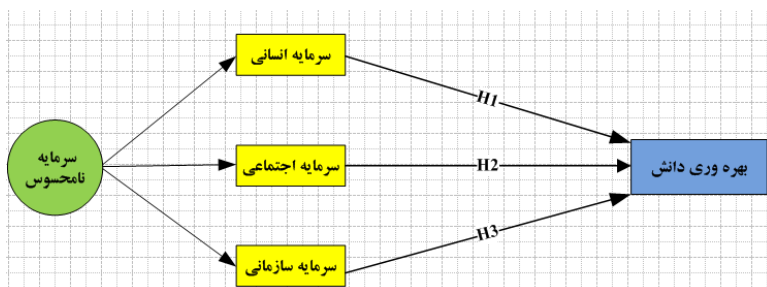 سرمایه انسانی
H1
سرمایه
نامحسوس
سرمایه اجتماعی
H2
بهره وری دانش
H3
سرمایه سازمانی